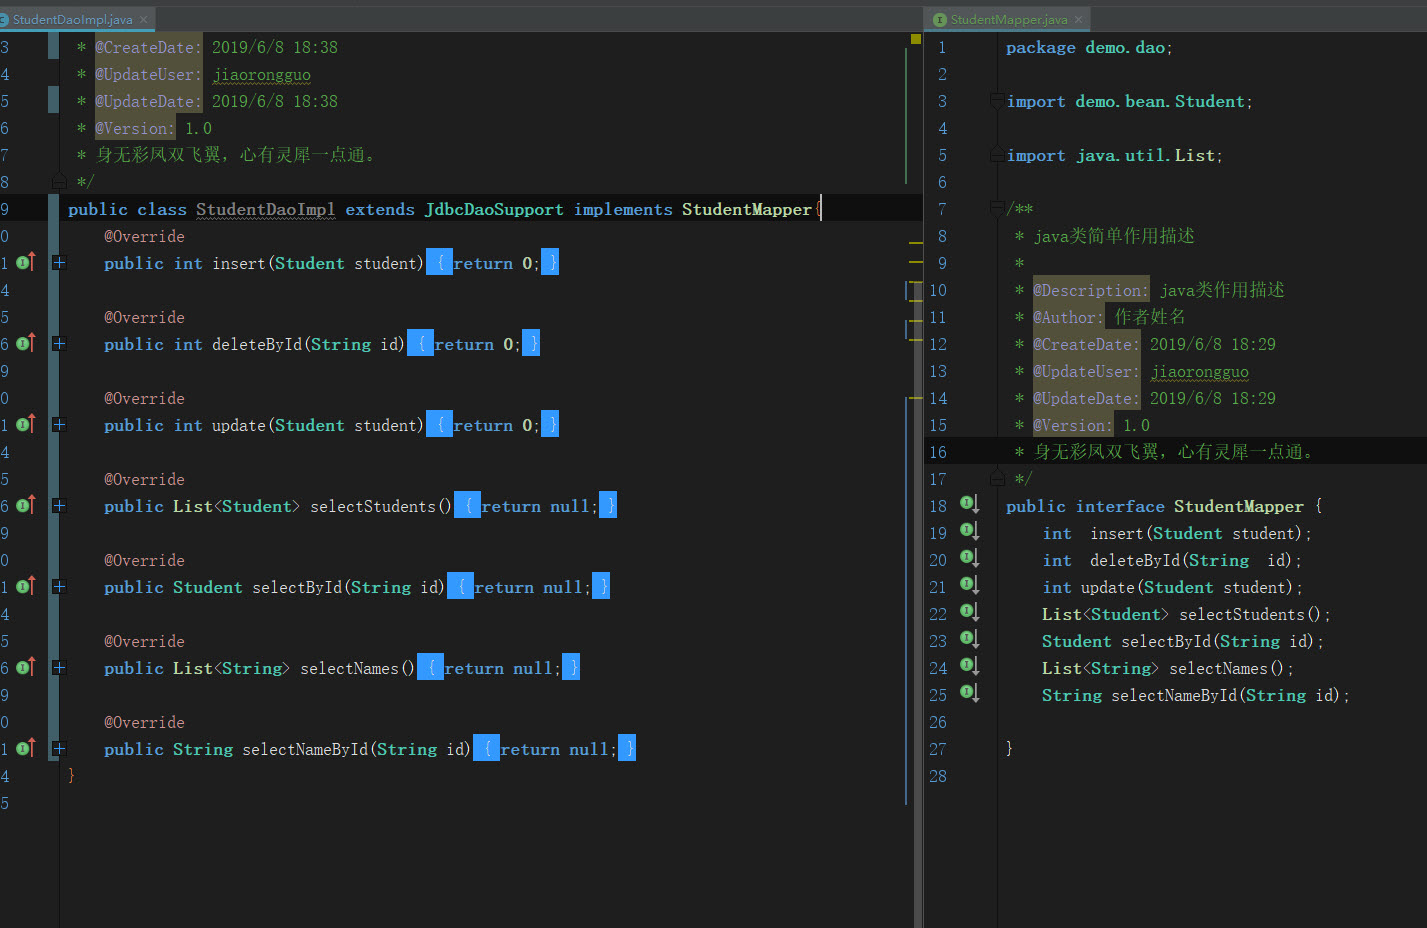 StudentDaoImpl.java
3 * @CreateDate: 2019/6/8 18:38
4 * @UpdateUser: jiaorongguo
5 * @UpdateDate: 2019/6/8 18:38
6 * @Version: 1.0
7 * 身无彩凤双飞翼，心有灵犀一点通。
8 */
9 public class StudentDaoImpl extends JdbcDaoSupport implements StudentMapper{
0 @Override
1 public int insert(Student student) { return 0; }
4
5 @Override
6 public int deleteById(String id) { return 0; }
9
0 @Override
1 public int update(Student student) { return 0; }
4
5 @Override
6 public List<Student> selectStudents() { return null; }
9
0 @Override
1 public Student selectById(String id) { return null; }
4
5 @Override
6 public List<String> selectNames() { return null; }
9
0 @Override
1 public String selectNameById(String id) { return null; }
4 }
5
StudentMapper.java
1 package demo.dao;
2
3 import demo.bean.Student;
4
5 import java.util.List;
6
7 /**
8 * java类简单作用描述
9 *
10 * @Description: java类作用描述
11 * @Author: 作者姓名
12 * @CreateDate: 2019/6/8 18:29
13 * @UpdateUser: jiaorongguo
14 * @UpdateDate: 2019/6/8 18:29
15 * @Version: 1.0
16 * 身无彩凤双飞翼，心有灵犀一点通。
17 */
18 public interface StudentMapper {
19 int  insert(Student student);
20 int  deleteById(String  id);
21 int update(Student student);
22 List<Student> selectStudents();
23 Student selectById(String id);
24 List<String> selectNames();
25 String selectNameById(String id);
26
27 }
28